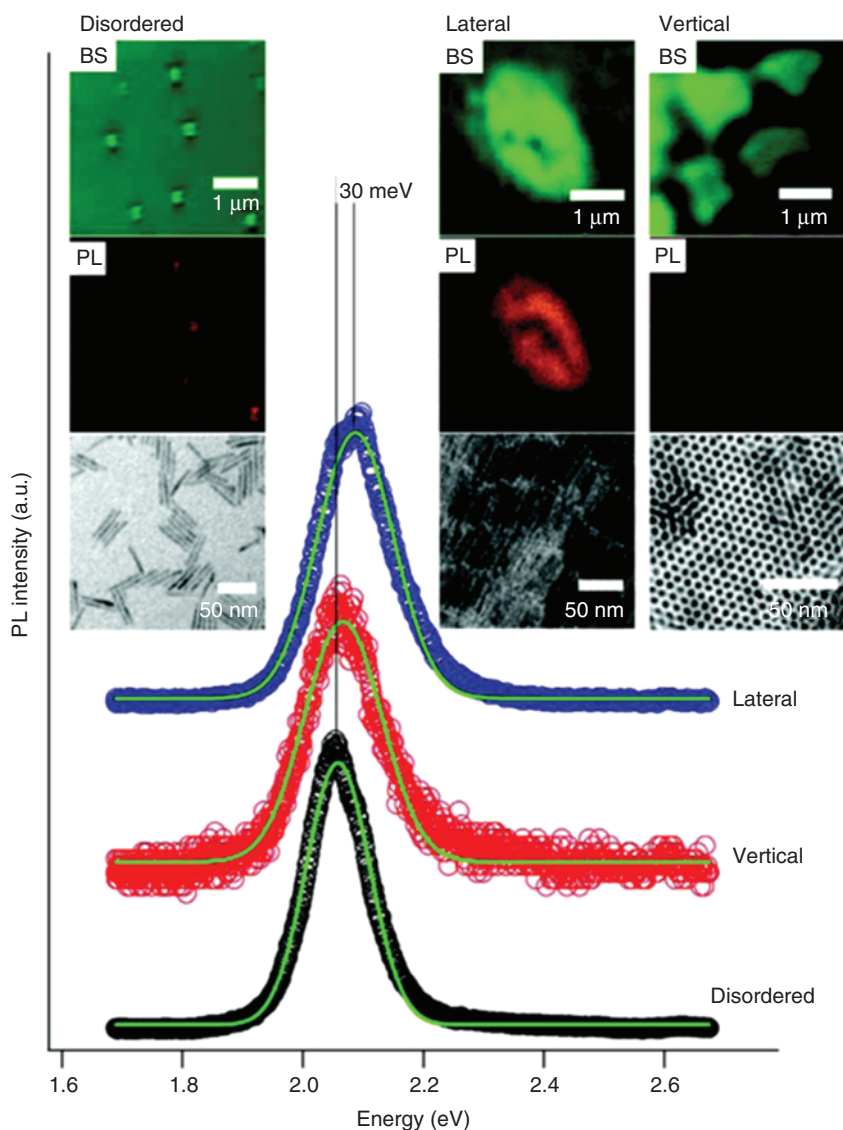 Disordered
Lateral
Vertical
BS
BS
BS
1 μm
1 μm
1 μm
30 meV
PL
PL
50 nm
50 nm
50 nm
PL intensity (a.u.)
Lateral
Vertical
Disordered
1.6
1.8
2.0
2.2
2.4
2.6
Energy (eV)